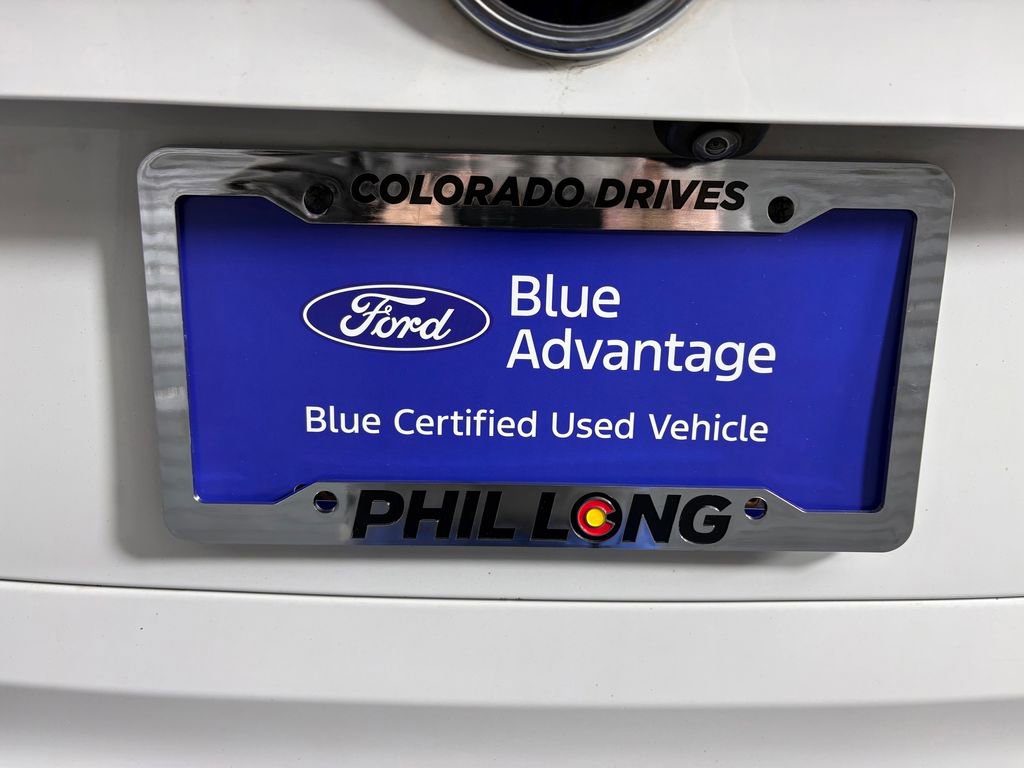 COLORADO DRIVES
Ford
Blue
Advantage
Blue Certified Used Vehicle
PHIL LONG